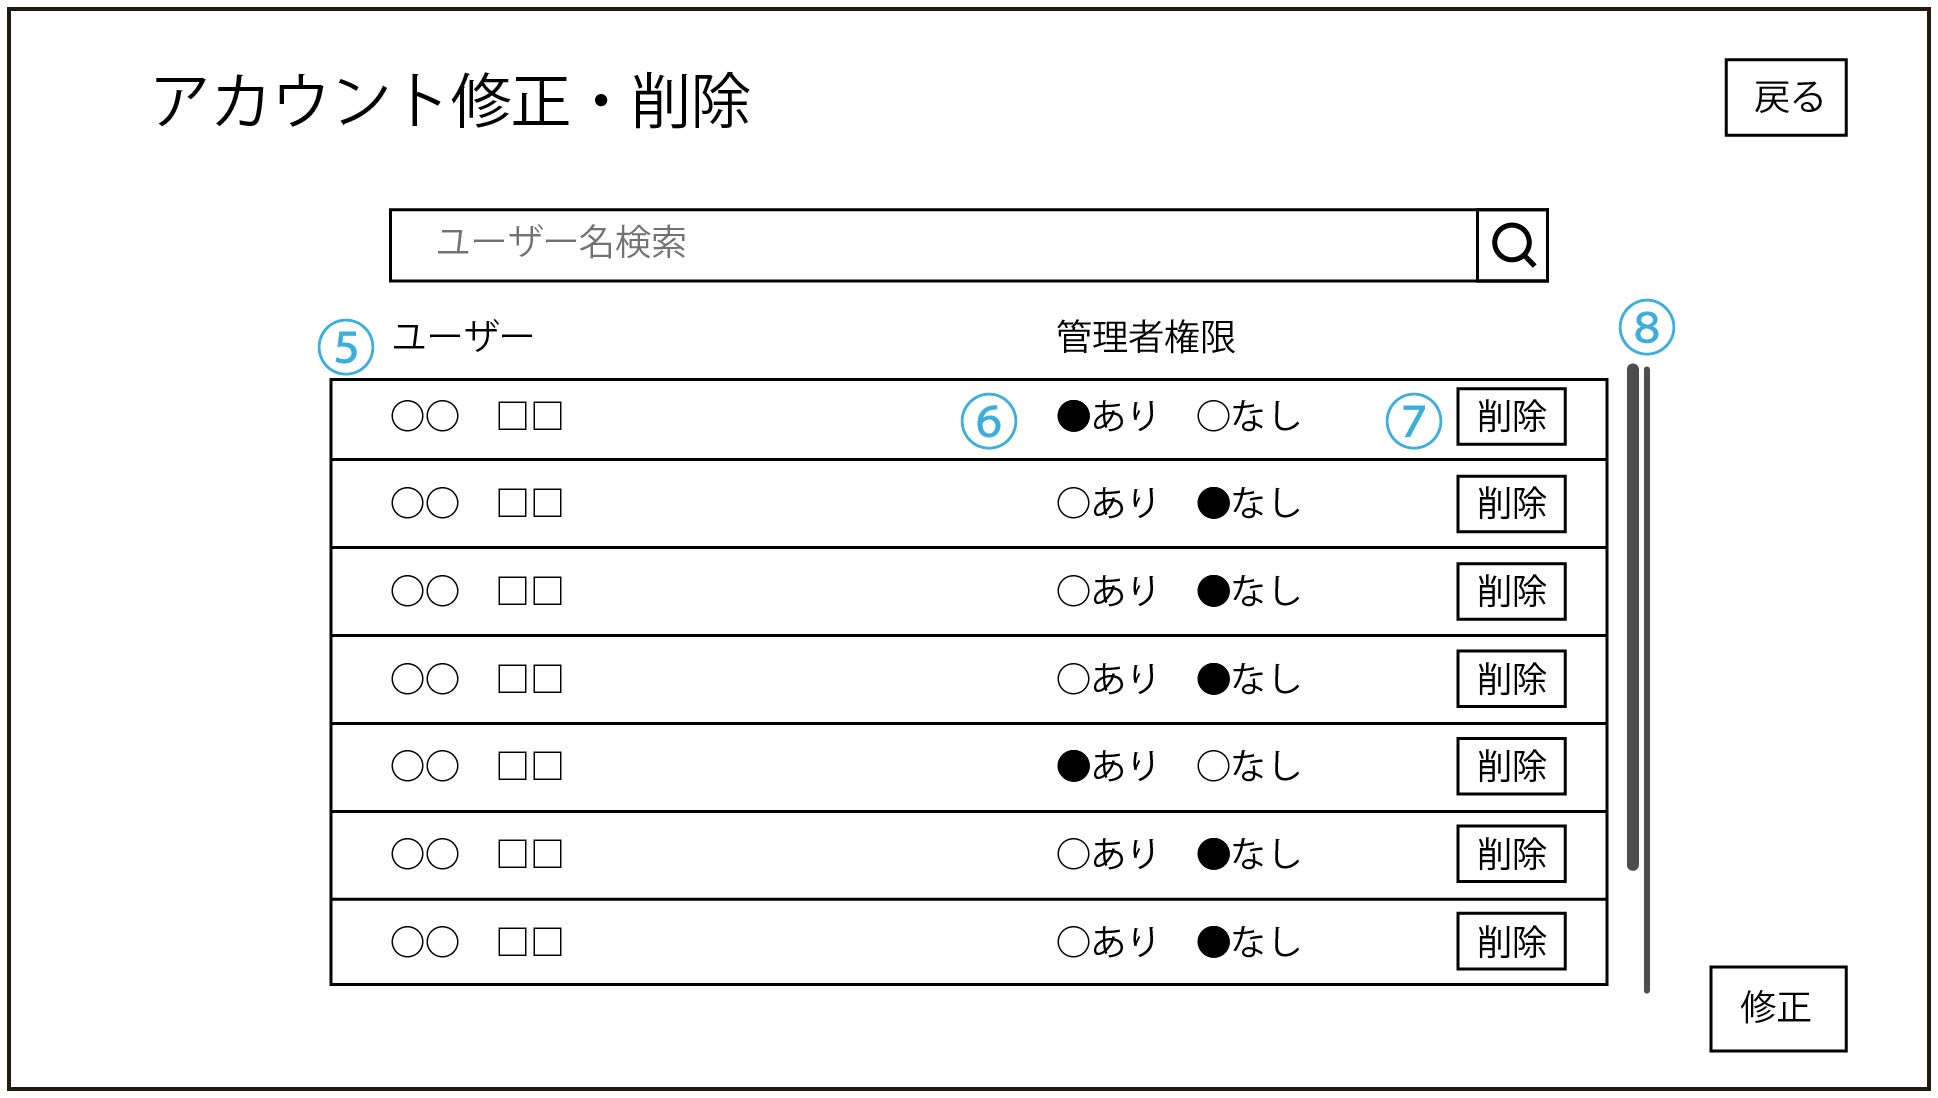 アカウント修正・削除
戻る
ユーザー名検索
⑤ ユーザー 管理者権限 ⑧
○○ □□ ⑥ ●あり ○なし ⑦ 削除
○○ □□ ○あり ●なし 削除
○○ □□ ○あり ●なし 削除
○○ □□ ○あり ●なし 削除
○○ □□ ●あり ○なし 削除
○○ □□ ○あり ●なし 削除
○○ □□ ○あり ●なし 削除
修正